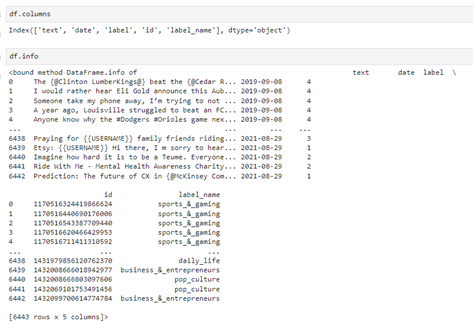 df.columns
Index(['text', 'date', 'label', 'id', 'label_name'], dtype='object')
df.info
<bound method DataFrame.info of text date label \
0 The {@Clinton LumberKings@} beat the {@Cedar R... 2019-09-08 4
1 I would rather hear Eli Gold announce this Aub... 2019-09-08 4
2 Someone take my phone away, I'm trying to not ... 2019-09-08 4
3 A year ago, Louisville struggled to beat an FC... 2019-09-08 4
4 Anyone know why the #Dodgers #Orioles game nex... 2019-09-08 4
... ... ... ...
6438 Praying for {{USERNAME}} family friends riding... 2021-08-29 3
6439 Etsy: {{USERNAME}} Hi there, I m sorry to hear... 2021-08-29 1
6440 Imagine how hard it is to be a Teume. Everyone... 2021-08-29 2
6441 Ride With Me - Mental Health Awareness Charity... 2021-08-29 2
6442 Prediction: The future of CX in {@McKinsey Com... 2021-08-29 1
id label_name
0 1170516324419866624 sports_&_gaming
1 1170516440690176006 sports_&_gaming
2 1170516543387709440 sports_&_gaming
3 1170516620466429953 sports_&_gaming
4 1170516711411310592 sports_&_gaming
... ... ...
6438 1431979856120762370 daily_life
6439 1432008666018942977 business_&_entrepreneurs
6440 1432008666803097606 pop_culture
6441 1432069101753491456 pop_culture
6442 1432099700614774784 business_&_entrepreneurs
[6443 rows x 5 columns]>